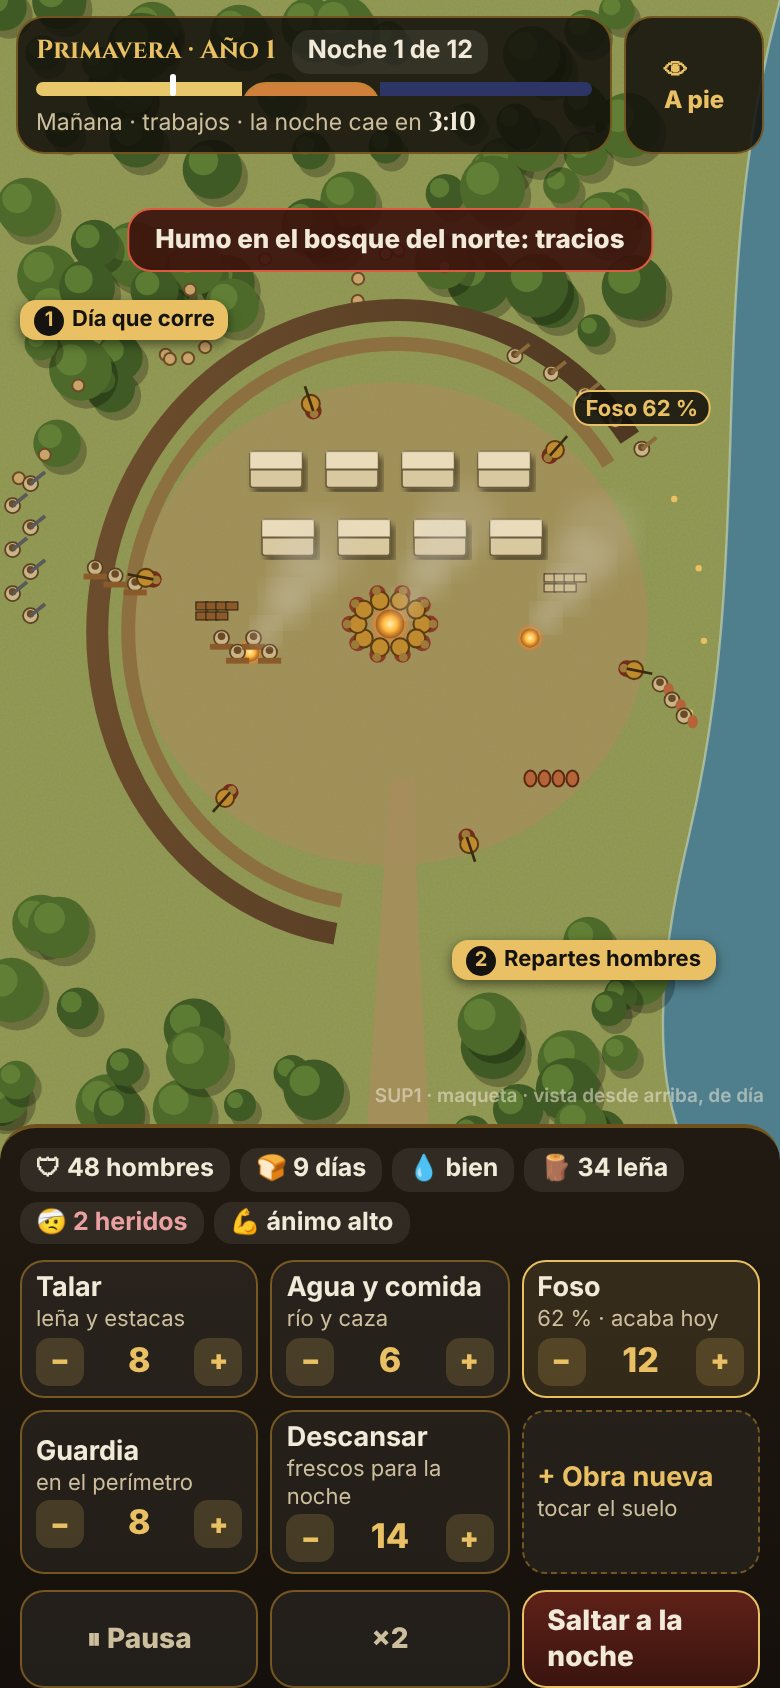 Primavera · Año 1
Noche 1 de 12
Mañana · trabajos · la noche cae en 3:10
A pie
Humo en el bosque del norte: tracios
1 Día que corre
Foso 62 %
2 Repartes hombres
SUP1 · maqueta · vista desde arriba, de día
48 hombres
9 días
bien
34 leña
2 heridos
ánimo alto
Talar
leña y estacas
− 8 +
Agua y comida
río y caza
− 6 +
Foso
62 % · acaba hoy
− 12 +
Guardia
en el perímetro
− 8 +
Descansar
frescos para la
noche
− 14 +
+ Obra nueva
tocar el suelo
Pausa
×2
Saltar a la
noche